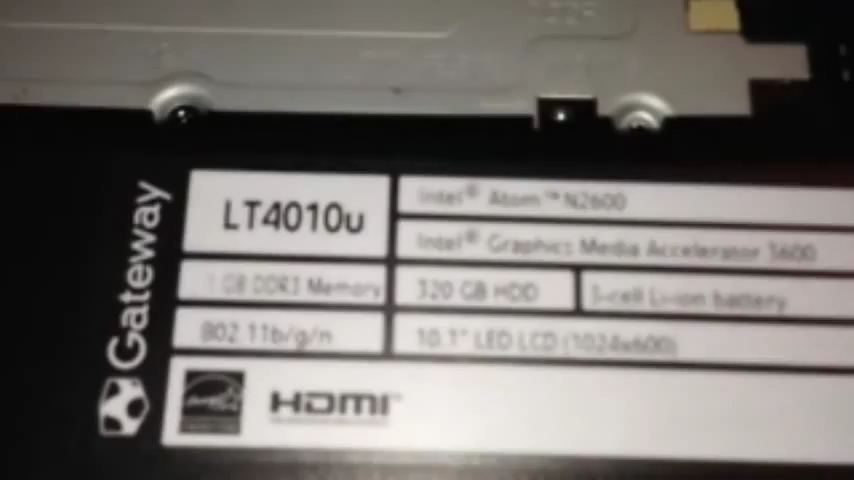 Gateway
LT4010u
Intel® Atom™ N2600
Intel® Graphics Media Accelerator 3600
1 GB DDR3 Memory
320 GB HDD
3-cell Li-ion battery
802.11b/g/n
10.1" LED LCD (1024x600)
HDMI™